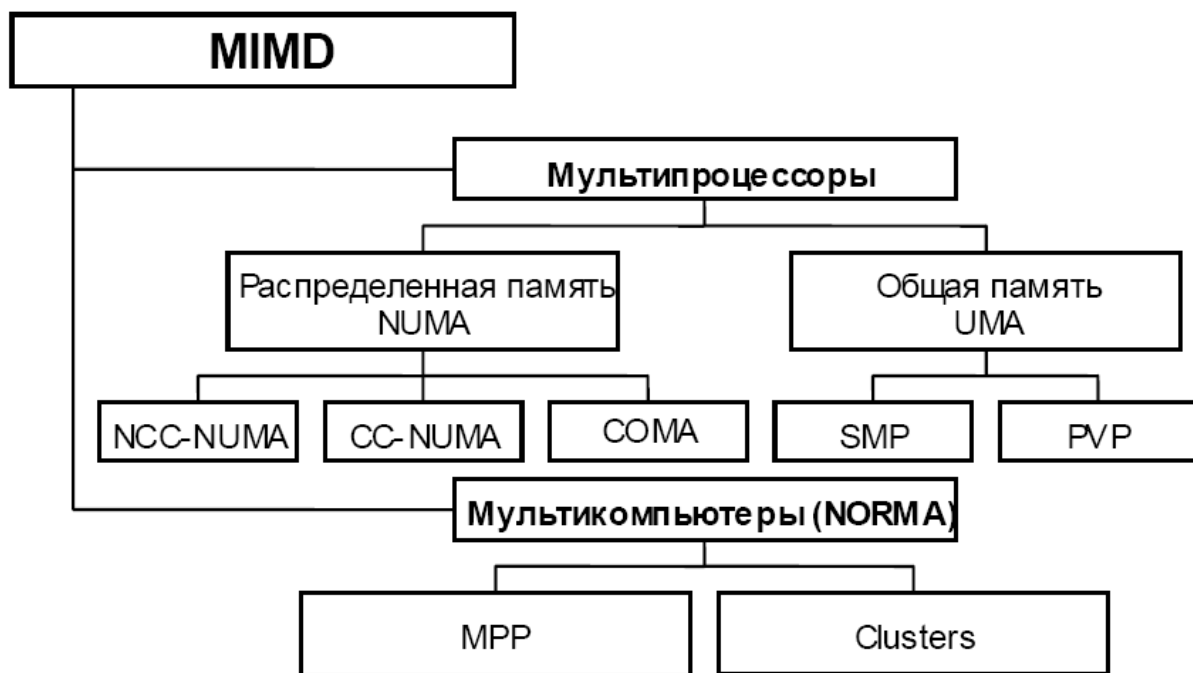 MIMD
Мультипроцессоры
Распределенная память
NUMA
Общая память
UMA
NCC-NUMA
CC-NUMA
COMA
SMP
PVP
Мультикомпьютеры (NORMA)
MPP
Clusters